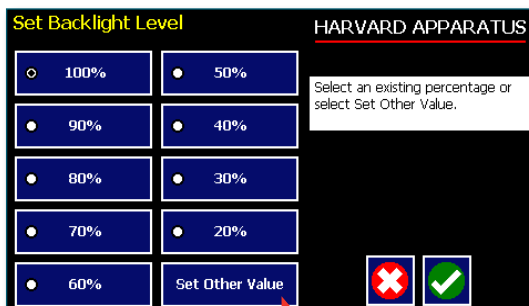 Set Backlight Level
HARVARD APPARATUS
100%
50%
Select an existing percentage or
select Set Other Value.
90%
40%
80%
30%
70%
20%
60%
Set Other Value